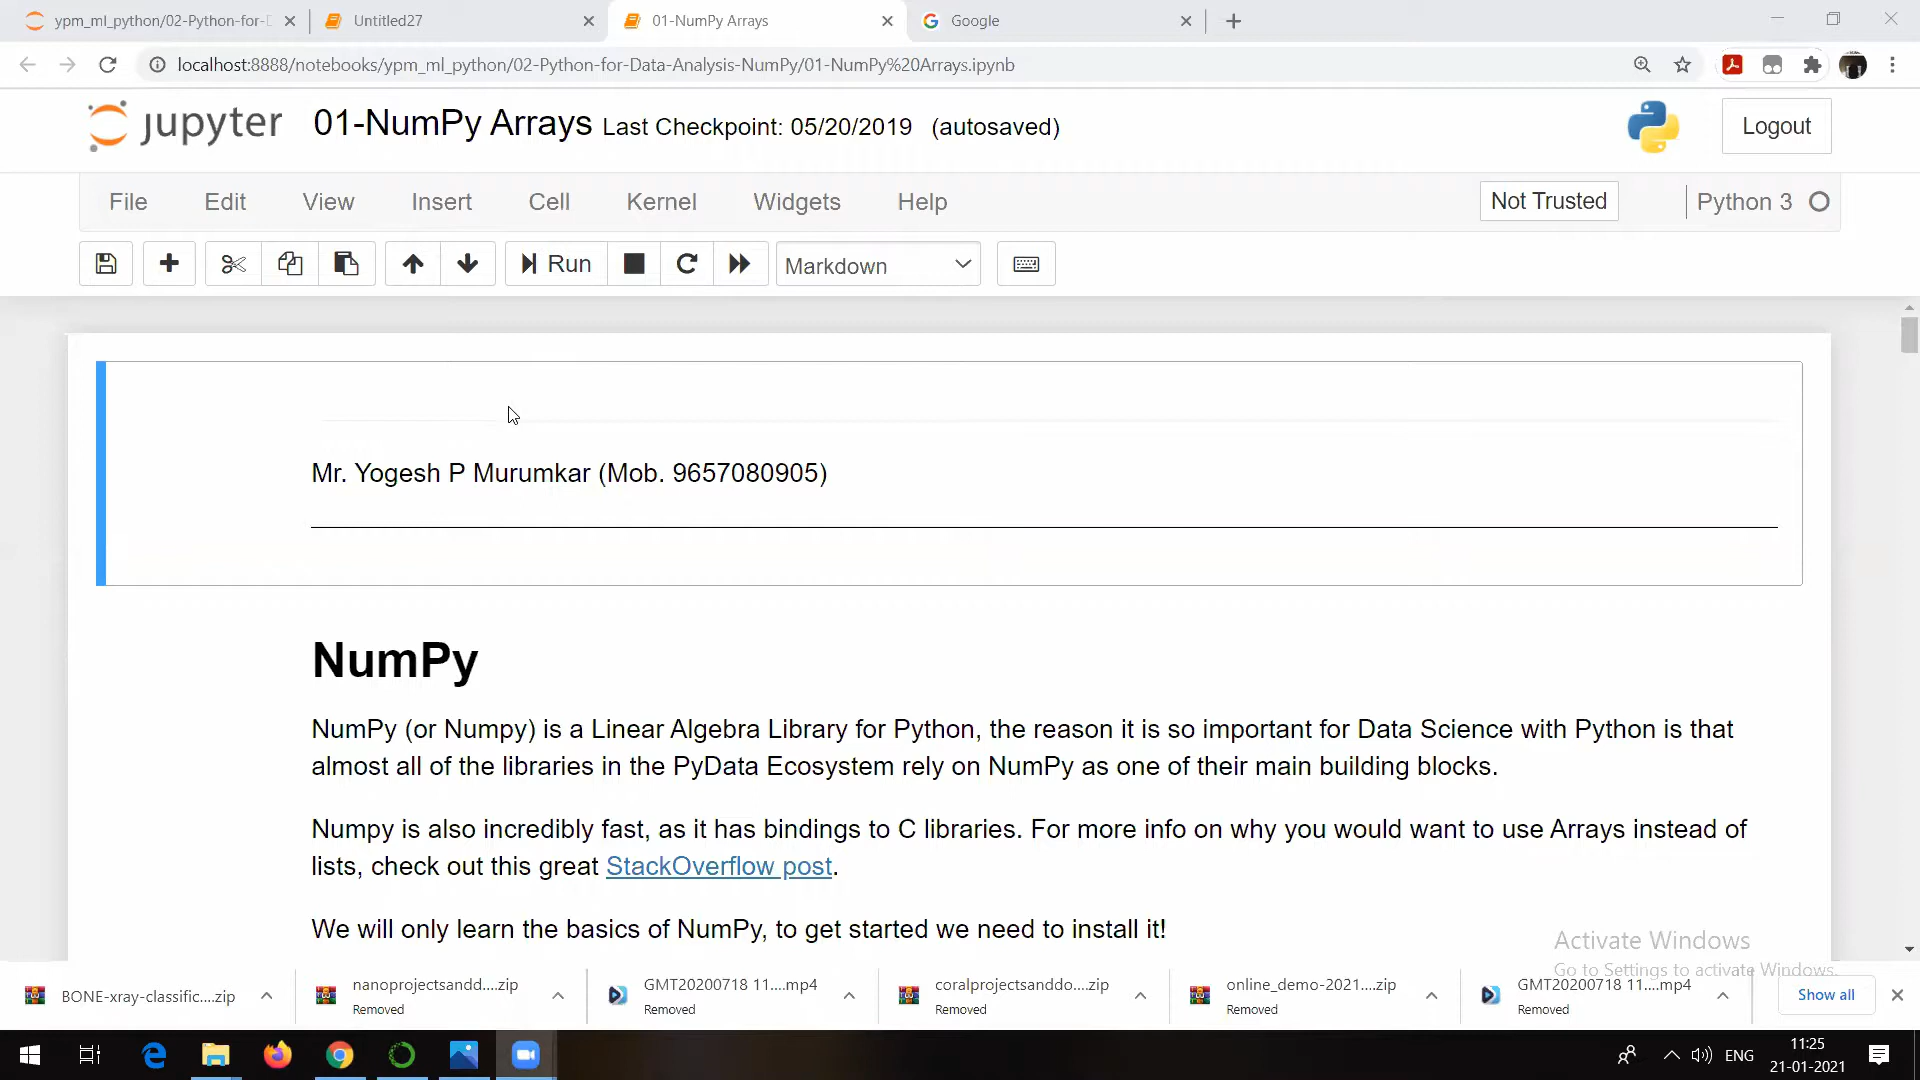 ypm_ml_python/02-Python-for-D
Untitled27
01-NumPy Arrays
Google
localhost:8888/notebooks/ypm_ml_python/02-Python-for-Data-Analysis-NumPy/01-NumPy%20Arrays.ipynb
jupyter 01-NumPy Arrays Last Checkpoint: 05/20/2019 (autosaved)
Logout
File Edit View Insert Cell Kernel Widgets Help
Not Trusted
Python 3
Run
Markdown
Mr. Yogesh P Murumkar (Mob. 9657080905)
NumPy
NumPy (or Numpy) is a Linear Algebra Library for Python, the reason it is so important for Data Science with Python is that
almost all of the libraries in the PyData Ecosystem rely on NumPy as one of their main building blocks.
Numpy is also incredibly fast, as it has bindings to C libraries. For more info on why you would want to use Arrays instead of
lists, check out this great StackOverflow post.
We will only learn the basics of NumPy, to get started we need to install it!
Activate Windows
Go to Settings to activate Windows.
BONE-xray-classific....zip
nanoprojectsandd....zip
Removed
GMT20200718 11....mp4
Removed
coralprojectsanddo....zip
Removed
online_demo-2021....zip
Removed
GMT20200718 11....mp4
Removed
Show all
ENG
11:25
21-01-2021